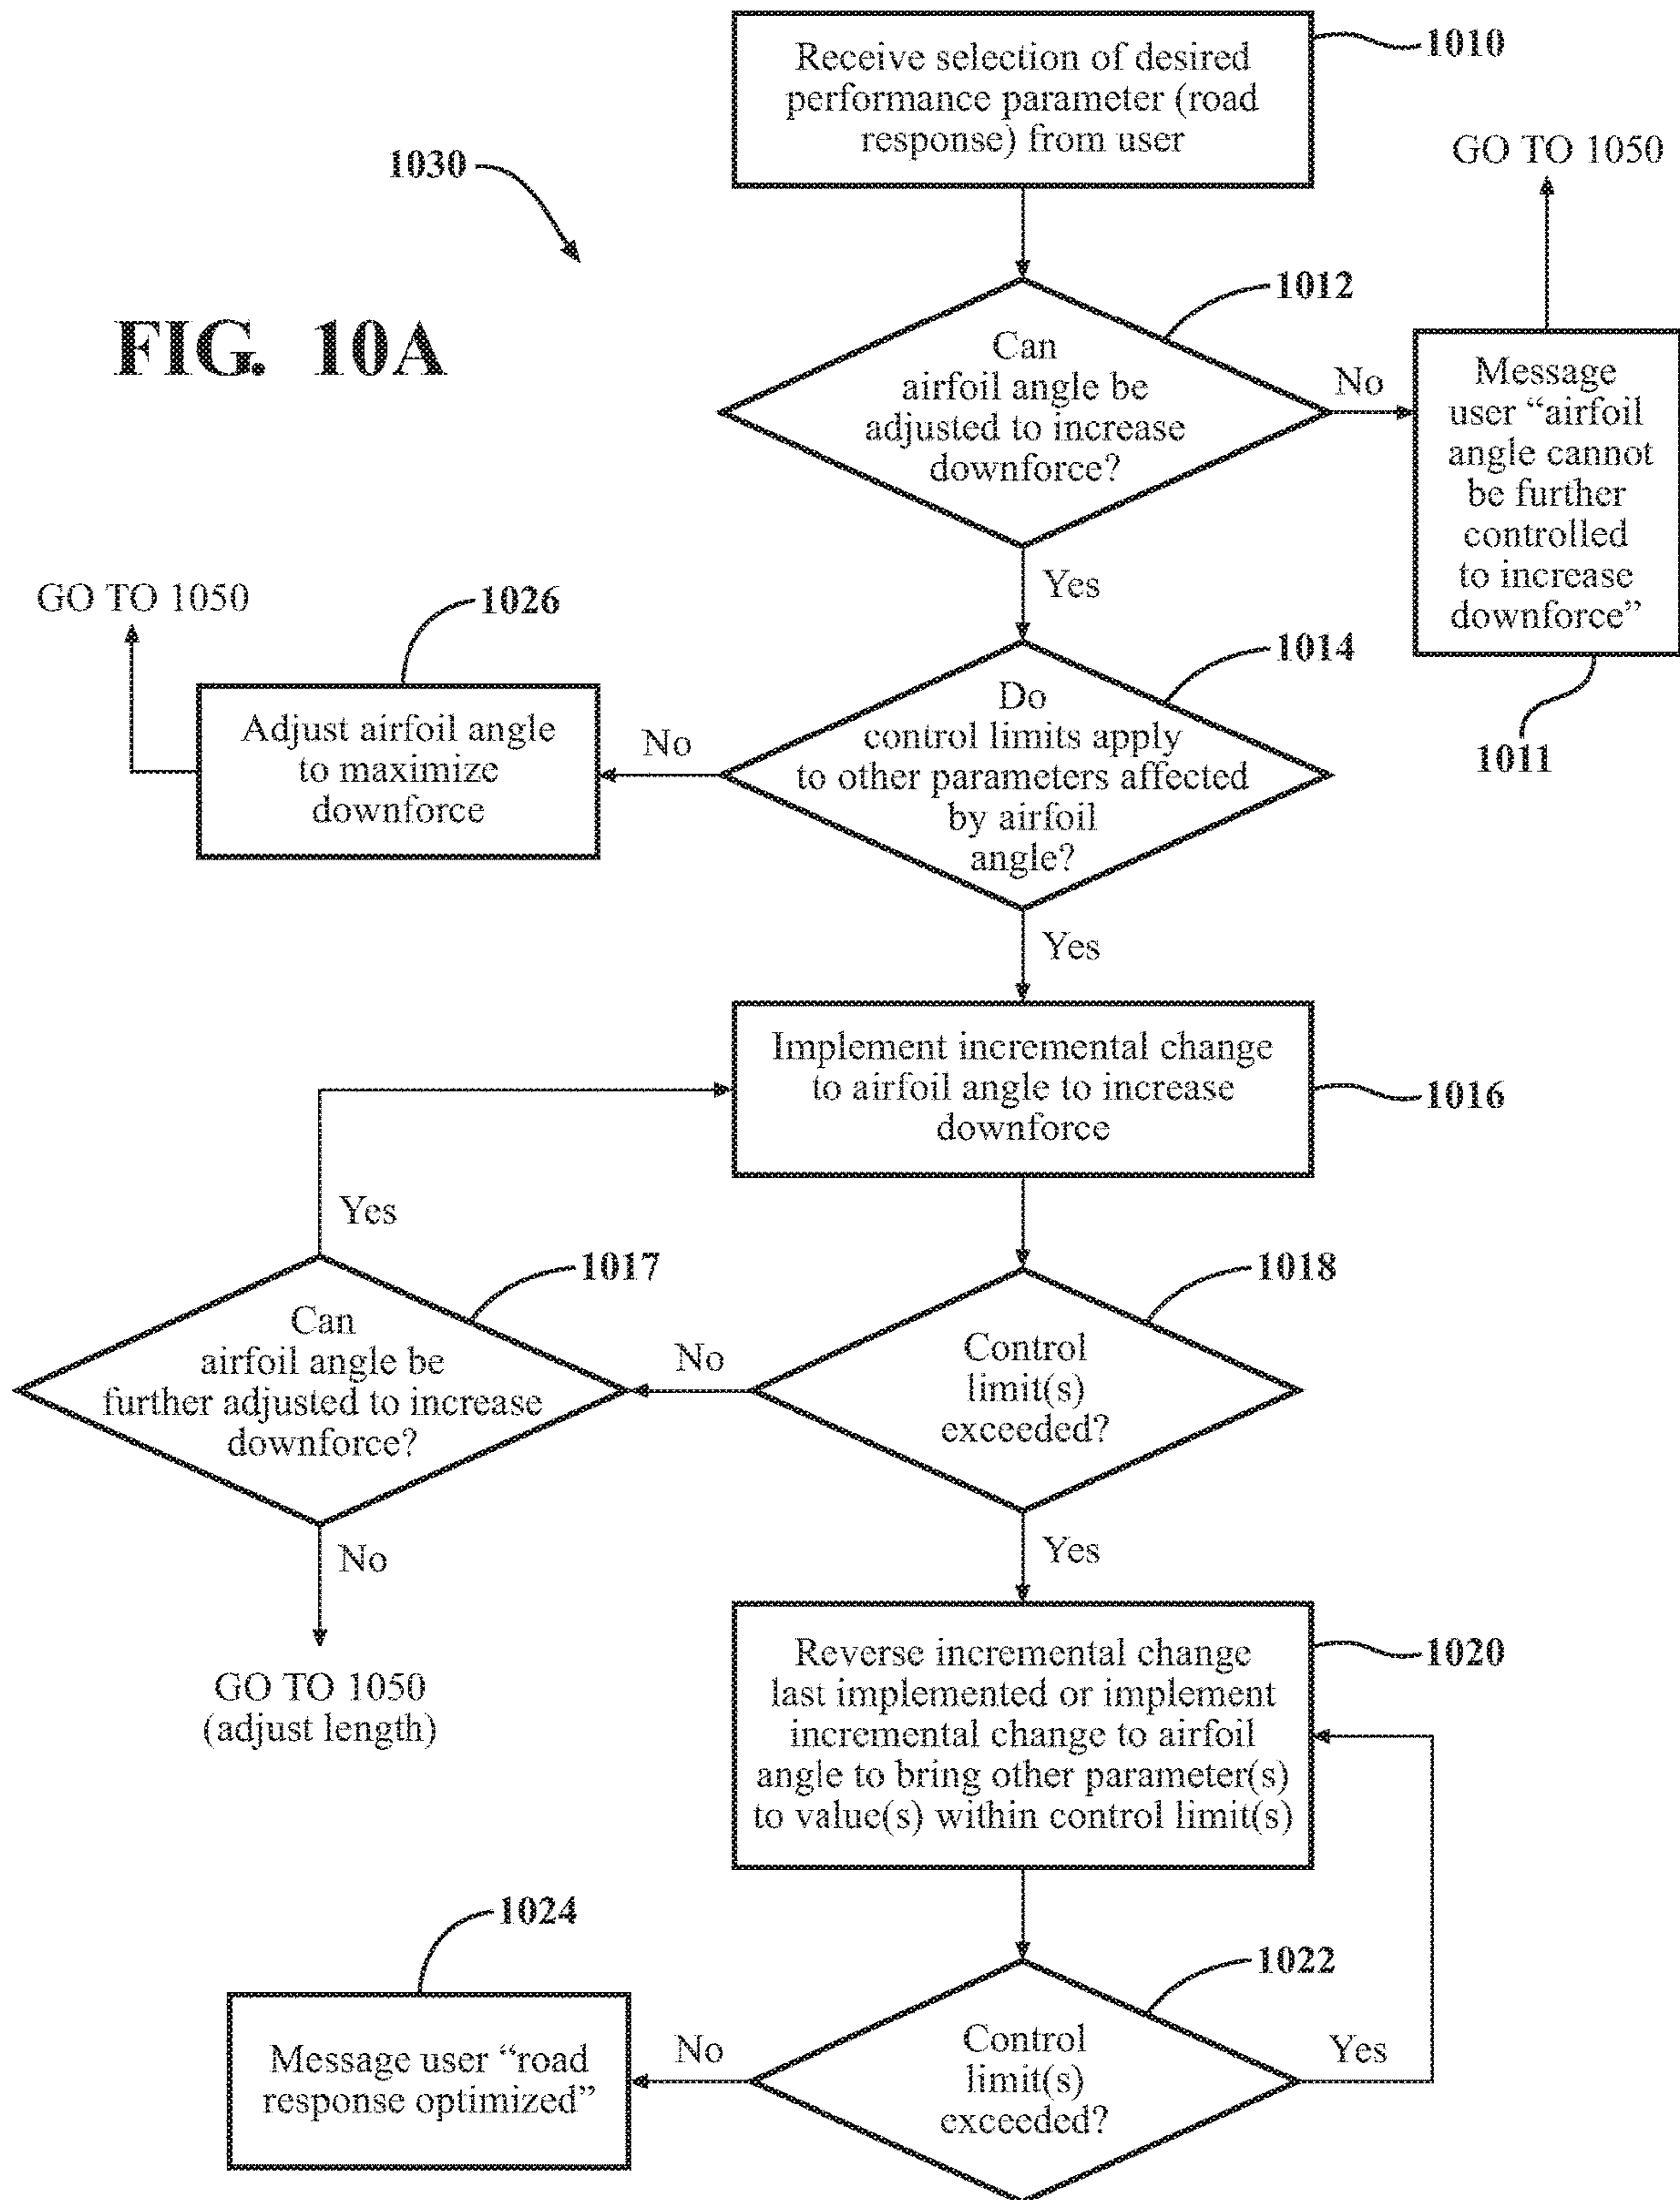 Receive selection of desired
performance parameter (road
response) from user
1010
1030
GO TO 1050
FIG. 10A
1012
Can
airfoil angle be
adjusted to increase
downforce?
No
Message
user “airfoil
angle cannot
be further
controlled
to increase
downforce”
1011
Yes
GO TO 1050
1026
1014
Do
control limits apply
to other parameters affected
by airfoil
angle?
No
Adjust airfoil angle
to maximize
downforce
Yes
Implement incremental change
to airfoil angle to increase
downforce
1016
Yes
1017
1018
Can
airfoil angle be
further adjusted to increase
downforce?
No
Control
limit(s)
exceeded?
No
Yes
GO TO 1050
(adjust length)
Reverse incremental change
last implemented or implement
incremental change to airfoil
angle to bring other parameter(s)
to value(s) within control limit(s)
1020
1024
1022
Message user “road
response optimized”
No
Control
limit(s)
exceeded?
Yes